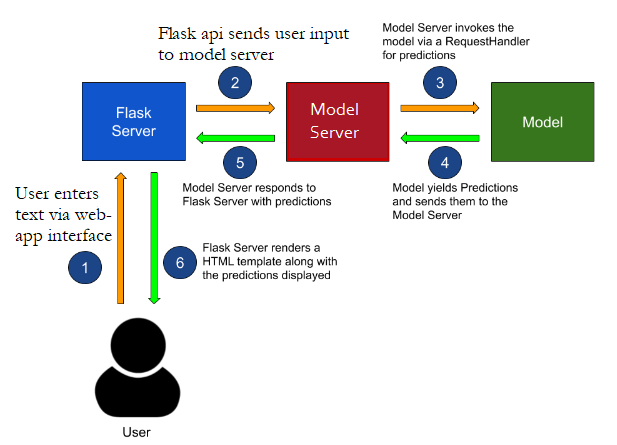 Flask api sends user input
to model server
Model Server invokes the
model via a RequestHandler
for predictions
2
3
Flask
Server
Model
Server
Model
5
4
Model Server responds to
Flask Server with predictions
Model yields Predictions
and sends them to the
Model Server
User enters
text via web-
app interface
1
6
Flask Server renders a
HTML template along with
the predictions displayed
User